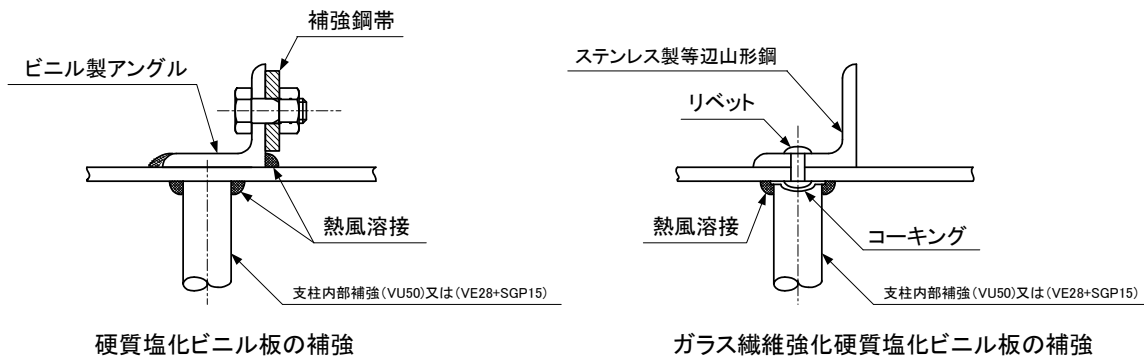 補強鋼帯
ビニル製アングル
熱風溶接
支柱内部補強(VU50)又は(VE28+SGP15)
硬質塩化ビニル板の補強
ステンレス製等辺山形鋼
リベット
熱風溶接
コーキング
支柱内部補強(VU50)又は(VE28+SGP15)
ガラス繊維強化硬質塩化ビニル板の補強